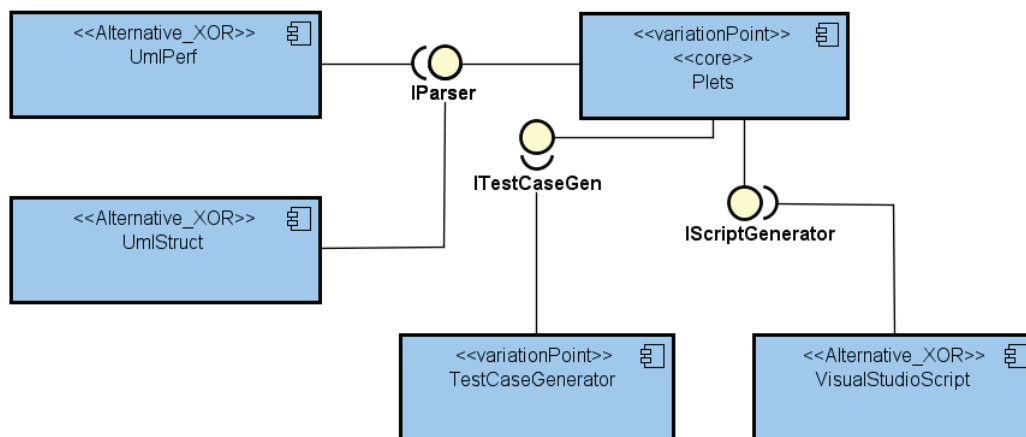 <<Alternative_XOR>>
UmlPerf
<<variationPoint>>
<<core>>
Plets
IParser
ITestCaseGen
<<Alternative_XOR>>
UmlStruct
IScriptGenerator
<<variationPoint>>
TestCaseGenerator
<<Alternative_XOR>>
VisualStudioScript